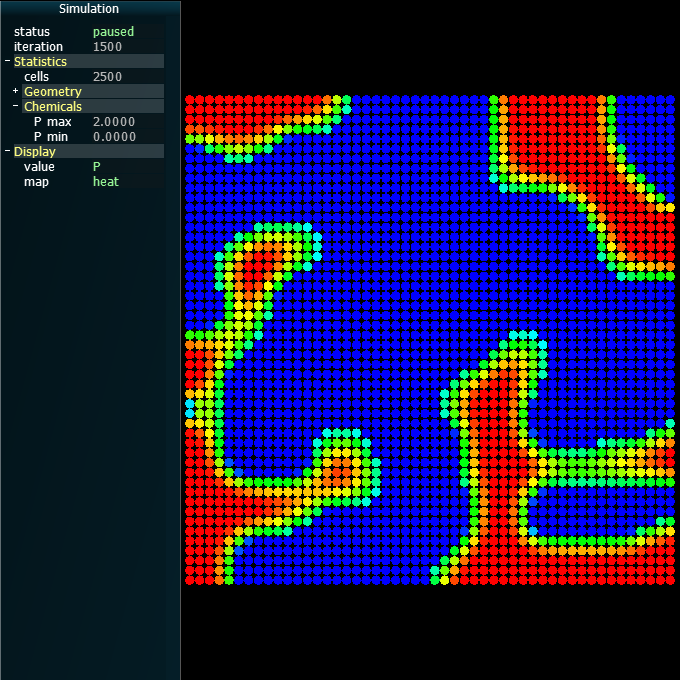 Simulation
status paused
iteration 1500
- Statistics
cells 2500
+ Geometry
- Chemicals
P max 2.0000
P min 0.0000
- Display
value P
map heat